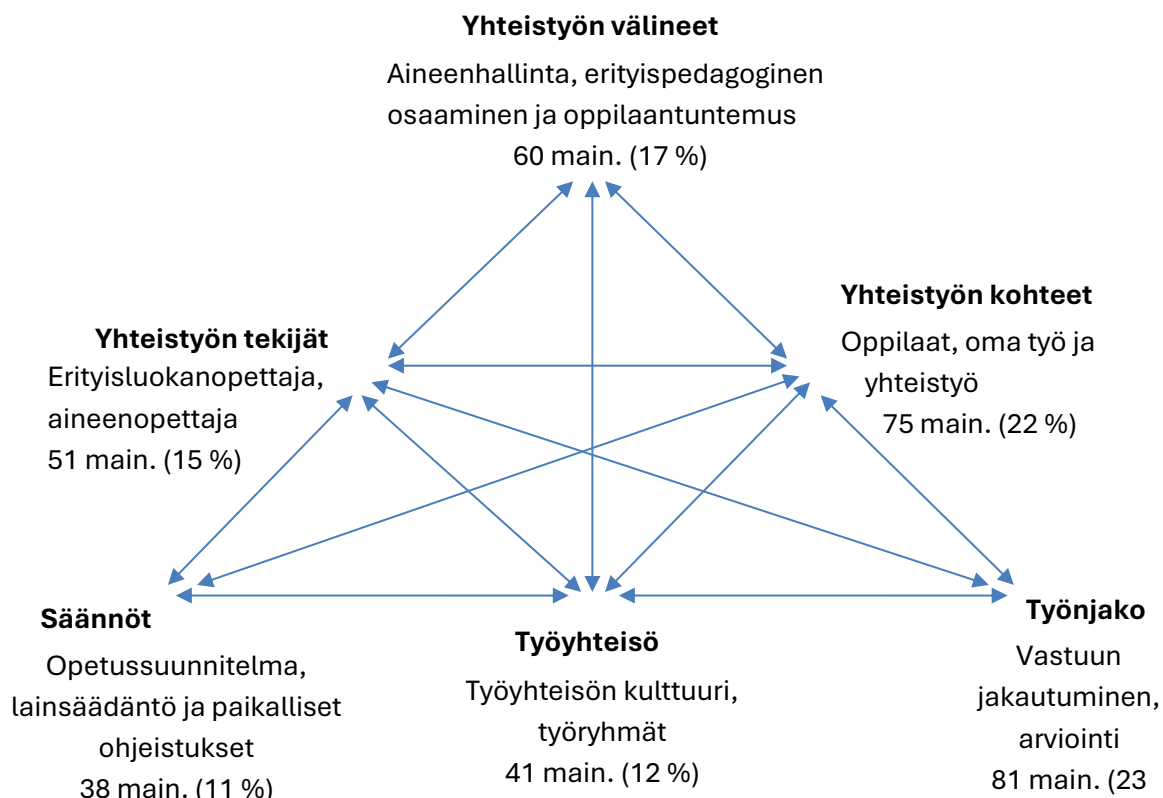 Yhteistyön välineet
Aineenhallinta, erityispedagoginen
osaaminen ja oppilaantuntemus
60 main. (17 %)
Yhteistyön tekijät
Erityisluokanopettaja,
aineenopettaja
51 main. (15 %)
Yhteistyön kohteet
Oppilaat, oma työ ja
yhteistyö
75 main. (22 %)
Säännöt
Opetussuunnitelma,
lainsäädäntö ja paikalliset
ohjeistukset
38 main. (11 %)
Työyhteisö
Työyhteisön kulttuuri,
työryhmät
41 main. (12 %)
Työnjako
Vastuun
jakautuminen,
arviointi
81 main. (23